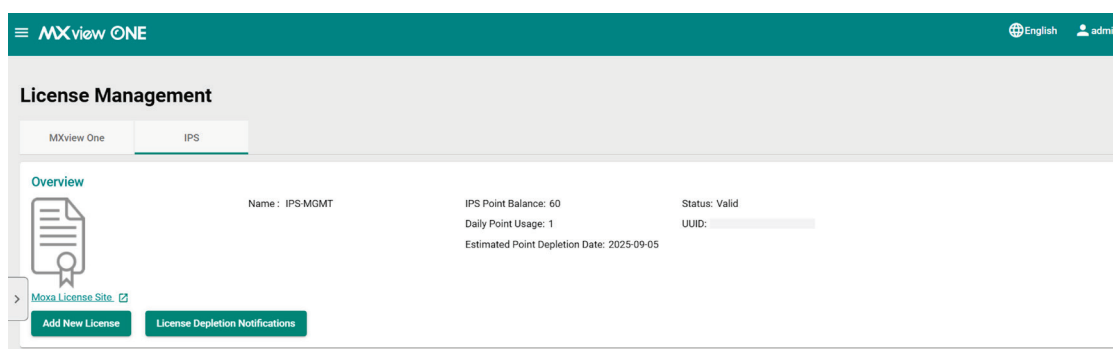 MXview ONE
English
admi
License Management
MXview One
IPS
Overview
Name : IPS-MGMT
IPS Point Balance: 60
Status: Valid
Daily Point Usage: 1
UUID:
Estimated Point Depletion Date: 2025-09-05
Moxa License Site
Add New License
License Depletion Notifications